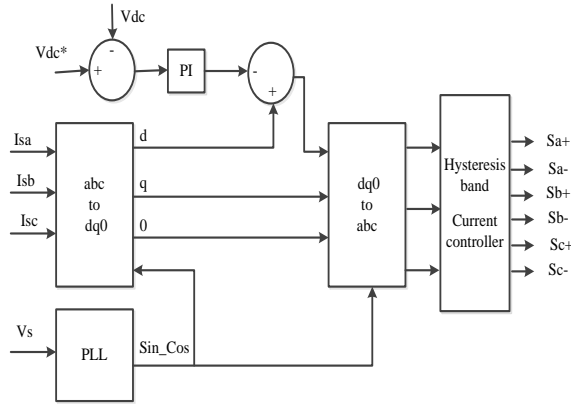 Vdc
-
Vdc*
+
PI
-
+
Isa
Isb
Isc
abc
to
dq0
d
q
0
dq0
to
abc
Hysteresis
band
Current
controller
Sa+
Sa-
Sb+
Sb-
Sc+
Sc-
Vs
PLL
Sin_Cos